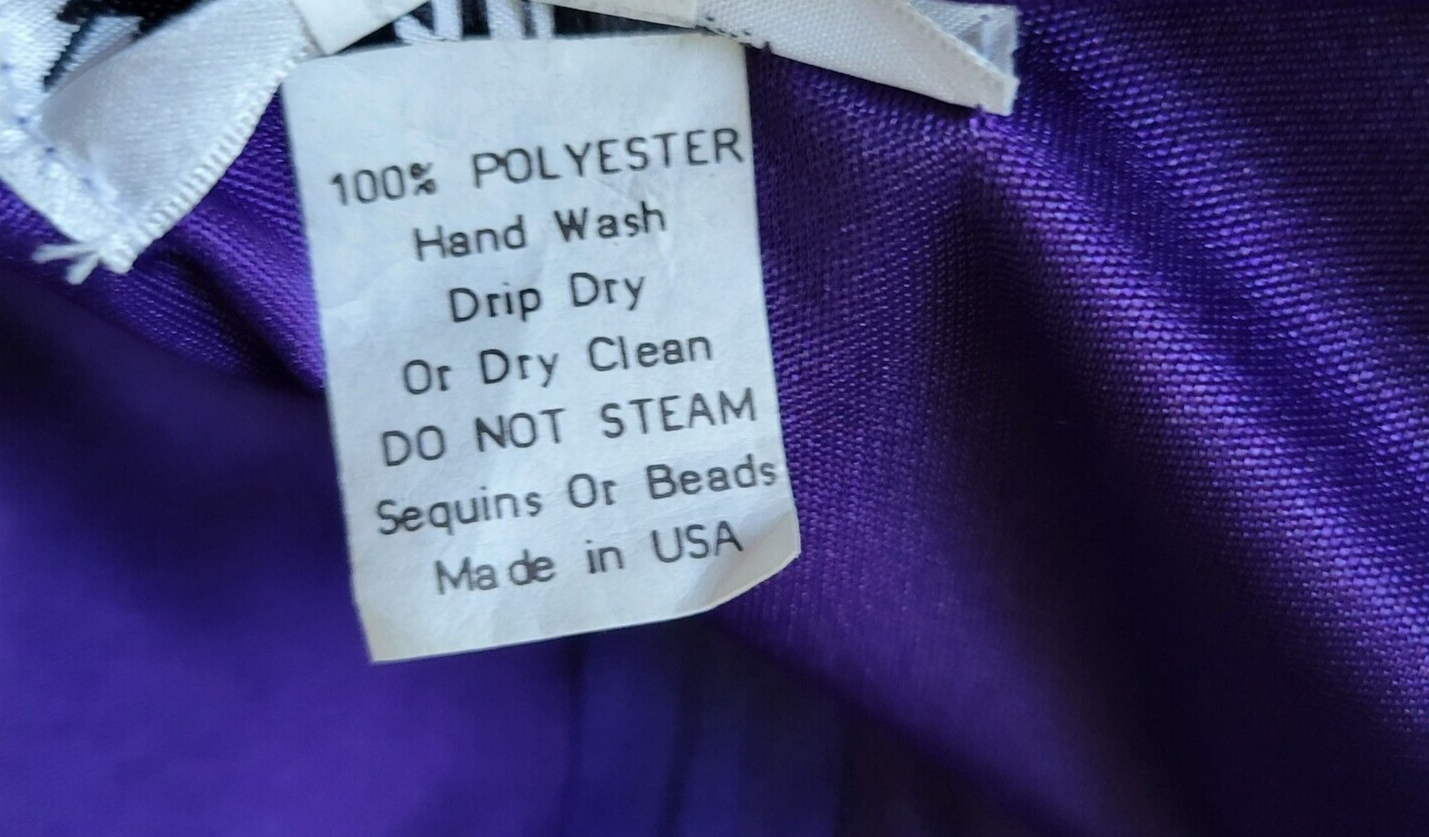 100% POLYESTER
Hand Wash
Drip Dry
Or Dry Clean
DO NOT STEAM
Sequins Or Beads
Made in USA